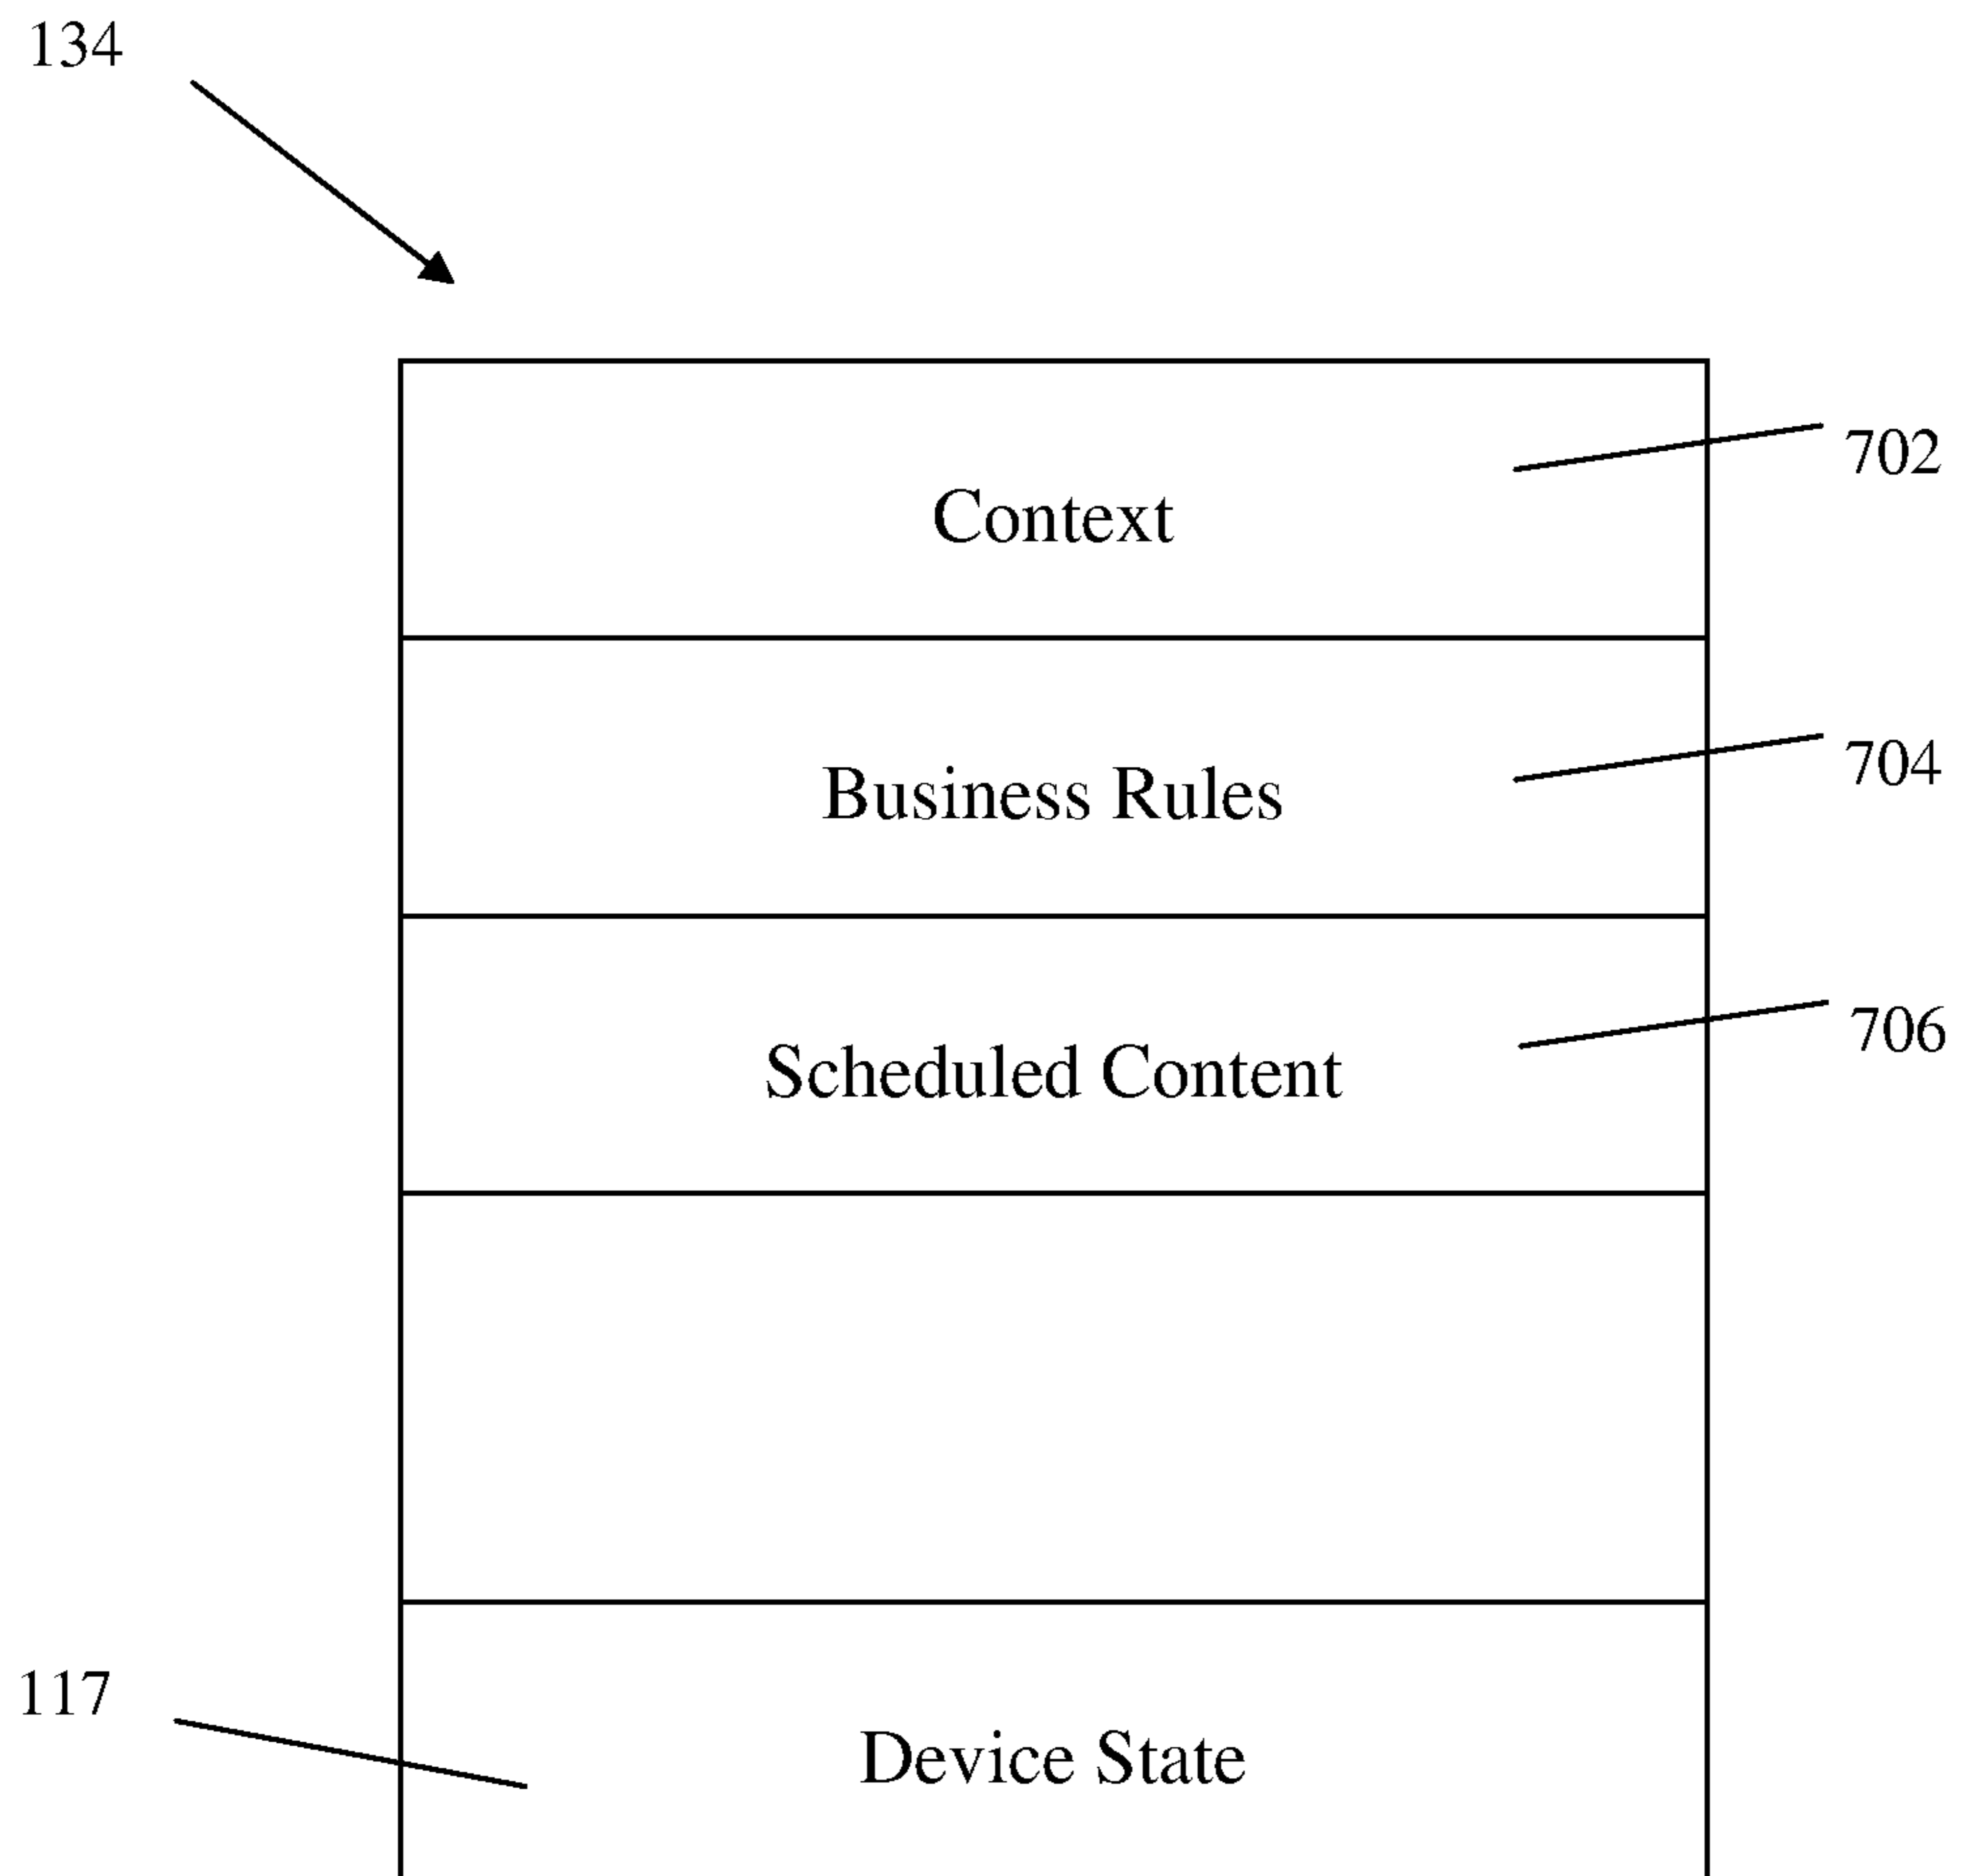 134
702
Context
704
Business Rules
706
Scheduled Content
117
Device State